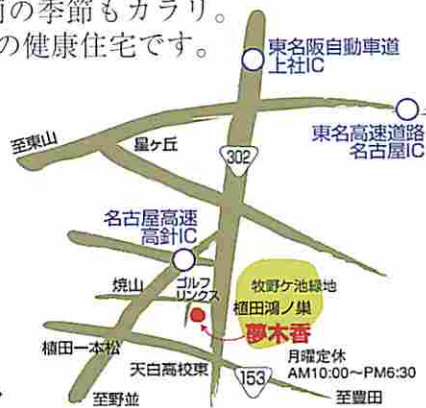 雨の季節もカラリ。
の健康住宅です。
東名阪自動車道
上社IC
東名高速道路
名古屋IC
至東山
星ヶ丘
302
名古屋高速
高針IC
焼山
ゴルフ
リンクス
牧野ケ池緑地
植田鴻ノ巣
夢木香
植田一本松
天白高校東
月曜定休
AM10:00〜PM6:30
153
至野並
至豊田